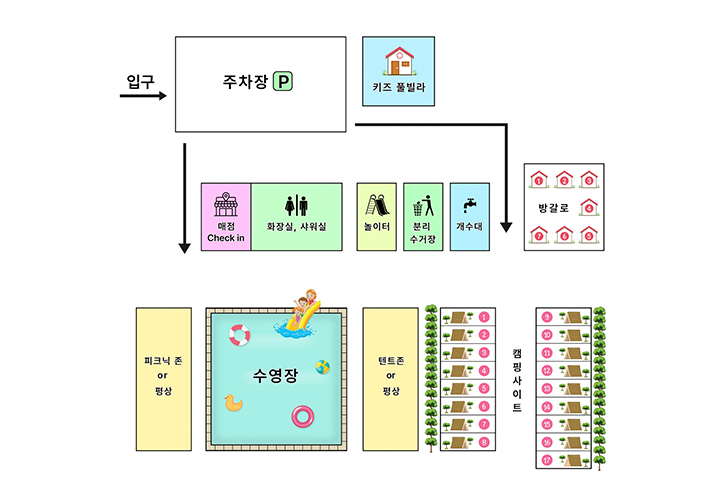 입구
주차장 P
키즈 풀빌라
매점
Check in
화장실, 샤워실
놀이터
분리
수거장
개수대
1 2 3
방갈로 4
7 6 5
피크닉 존
or
평상
수영장
텐트존
or
평상
1
2
3
4
5
6
7
8
캠핑사이트
9
10
11
12
13
14
15
16
17